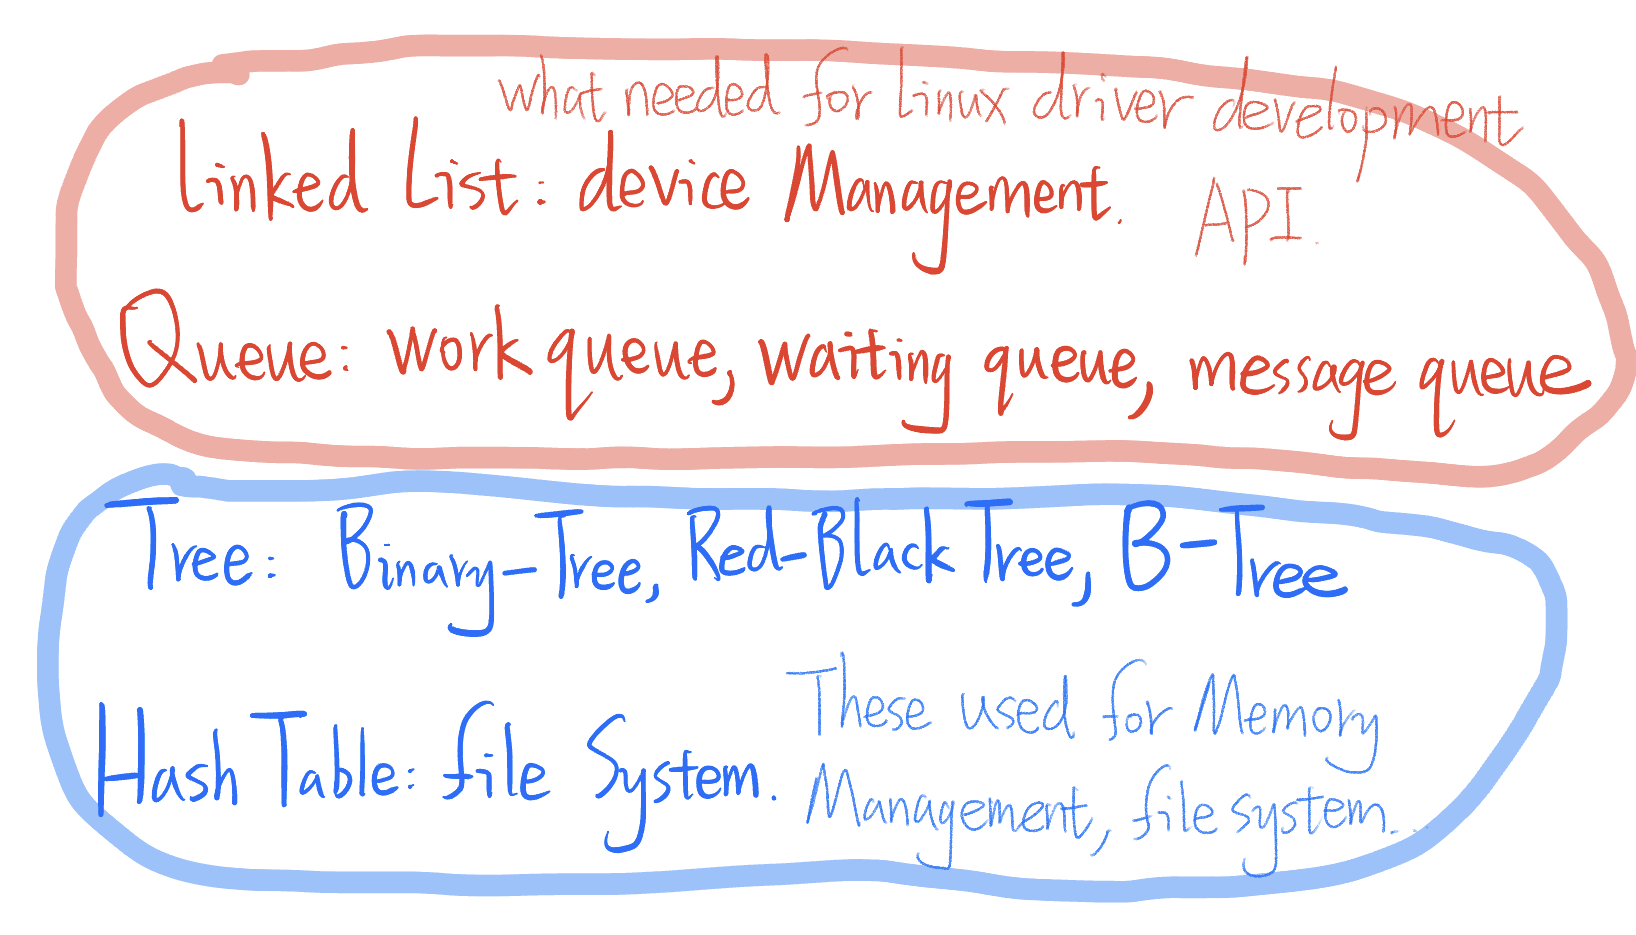 what needed for Linux driver development
Linked List: device Management.
API.
Queue: work queue, waiting queue, message queue
Tree: Binary-Tree, Red-Black Tree, B-Tree
These used for Memory
Hash Table: file System.
Management, file system...